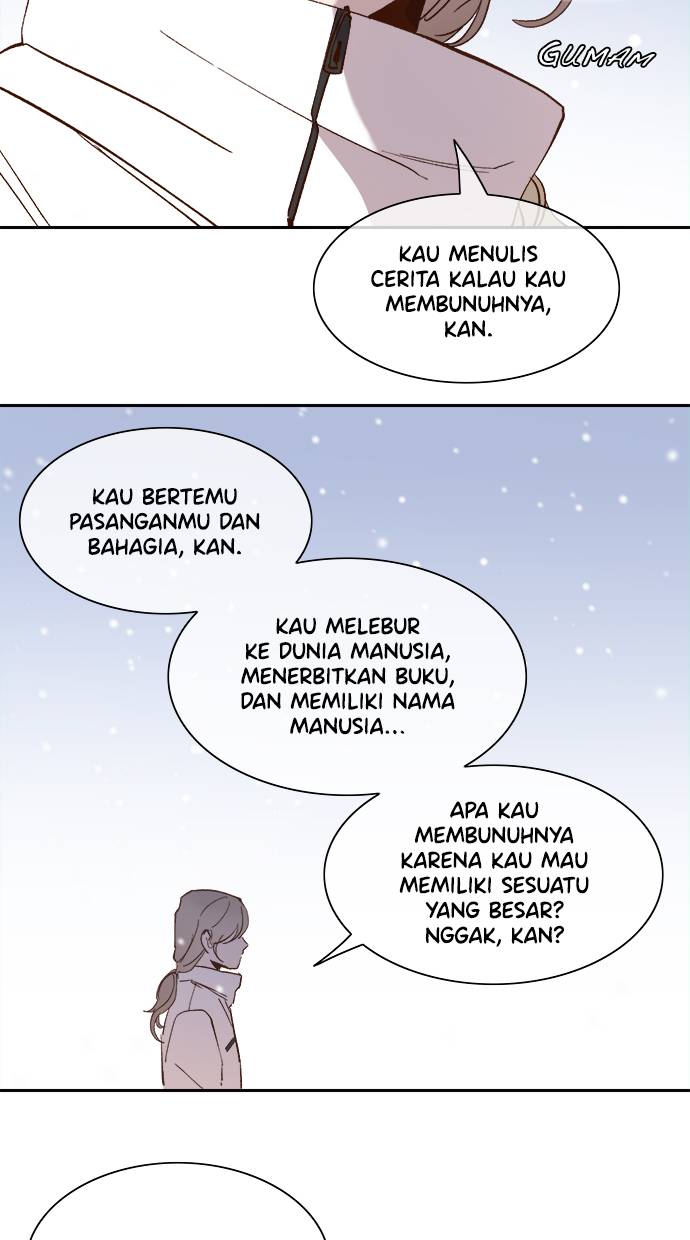 GUMAM
KAU MENULIS
CERITA KALAU KAU
MEMBUNUHNYA,
KAN.
KAU BERTEMU
PASANGANMU DAN
BAHAGIA, KAN.
KAU MELEBUR
KE DUNIA MANUSIA,
MENERBITKAN BUKU,
DAN MEMILIKI NAMA
MANUSIA...
APA KAU
MEMBUNUHNYA
KARENA KAU MAU
MEMILIKI SESUATU
YANG BESAR?
NGGAK, KAN?